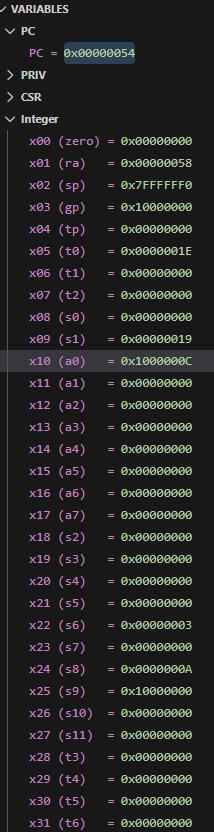 VARIABLES
PC
PC = 0x00000054
PRIV
CSR
Integer
x00 (zero) = 0x00000000
x01 (ra) = 0x00000058
x02 (sp) = 0x7FFFFFF0
x03 (gp) = 0x10000000
x04 (tp) = 0x00000000
x05 (t0) = 0x0000001E
x06 (t1) = 0x00000000
x07 (t2) = 0x00000000
x08 (s0) = 0x00000000
x09 (s1) = 0x00000019
x10 (a0) = 0x1000000C
x11 (a1) = 0x00000000
x12 (a2) = 0x00000000
x13 (a3) = 0x00000000
x14 (a4) = 0x00000000
x15 (a5) = 0x00000000
x16 (a6) = 0x00000000
x17 (a7) = 0x00000000
x18 (s2) = 0x00000000
x19 (s3) = 0x00000000
x20 (s4) = 0x00000000
x21 (s5) = 0x00000000
x22 (s6) = 0x00000003
x23 (s7) = 0x00000000
x24 (s8) = 0x0000000A
x25 (s9) = 0x10000000
x26 (s10) = 0x00000000
x27 (s11) = 0x00000000
x28 (t3) = 0x00000000
x29 (t4) = 0x00000000
x30 (t5) = 0x00000000
x31 (t6) = 0x00000000